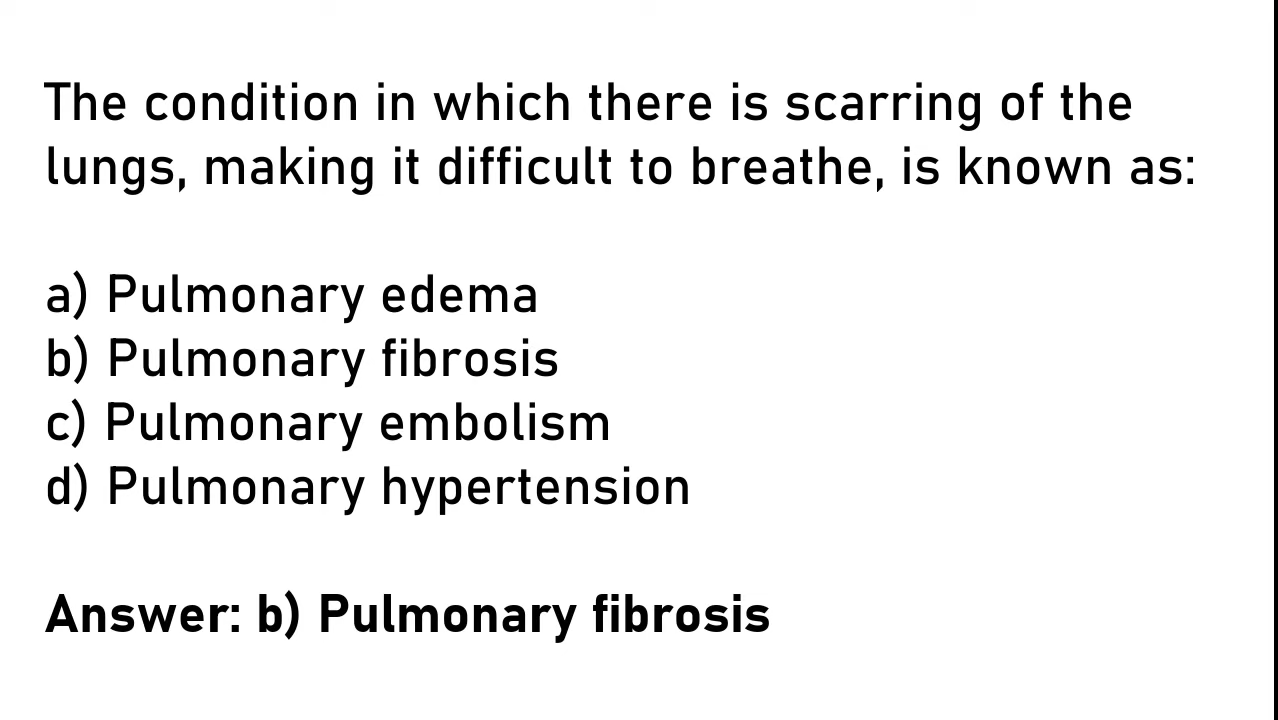 The condition in which there is scarring of the
lungs, making it difficult to breathe, is known as:
a) Pulmonary edema
b) Pulmonary fibrosis
c) Pulmonary embolism
d) Pulmonary hypertension
Answer: b) Pulmonary fibrosis